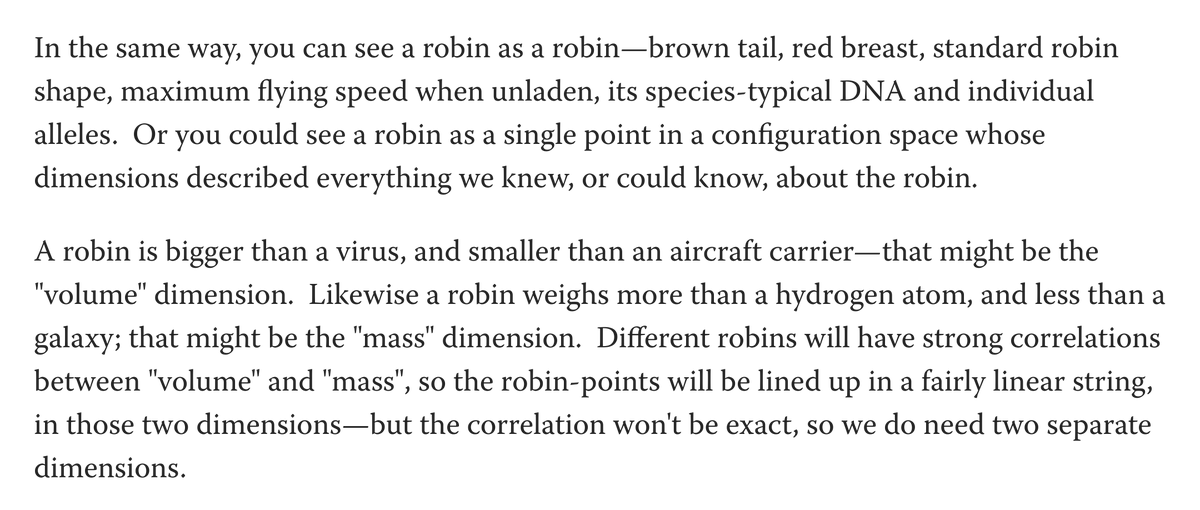 In the same way, you can see a robin as a robin—brown tail, red breast, standard robin
shape, maximum flying speed when unladen, its species-typical DNA and individual
alleles.  Or you could see a robin as a single point in a configuration space whose
dimensions described everything we knew, or could know, about the robin.
A robin is bigger than a virus, and smaller than an aircraft carrier—that might be the
"volume" dimension.  Likewise a robin weighs more than a hydrogen atom, and less than a
galaxy; that might be the "mass" dimension.  Different robins will have strong correlations
between "volume" and "mass", so the robin-points will be lined up in a fairly linear string,
in those two dimensions—but the correlation won't be exact, so we do need two separate
dimensions.